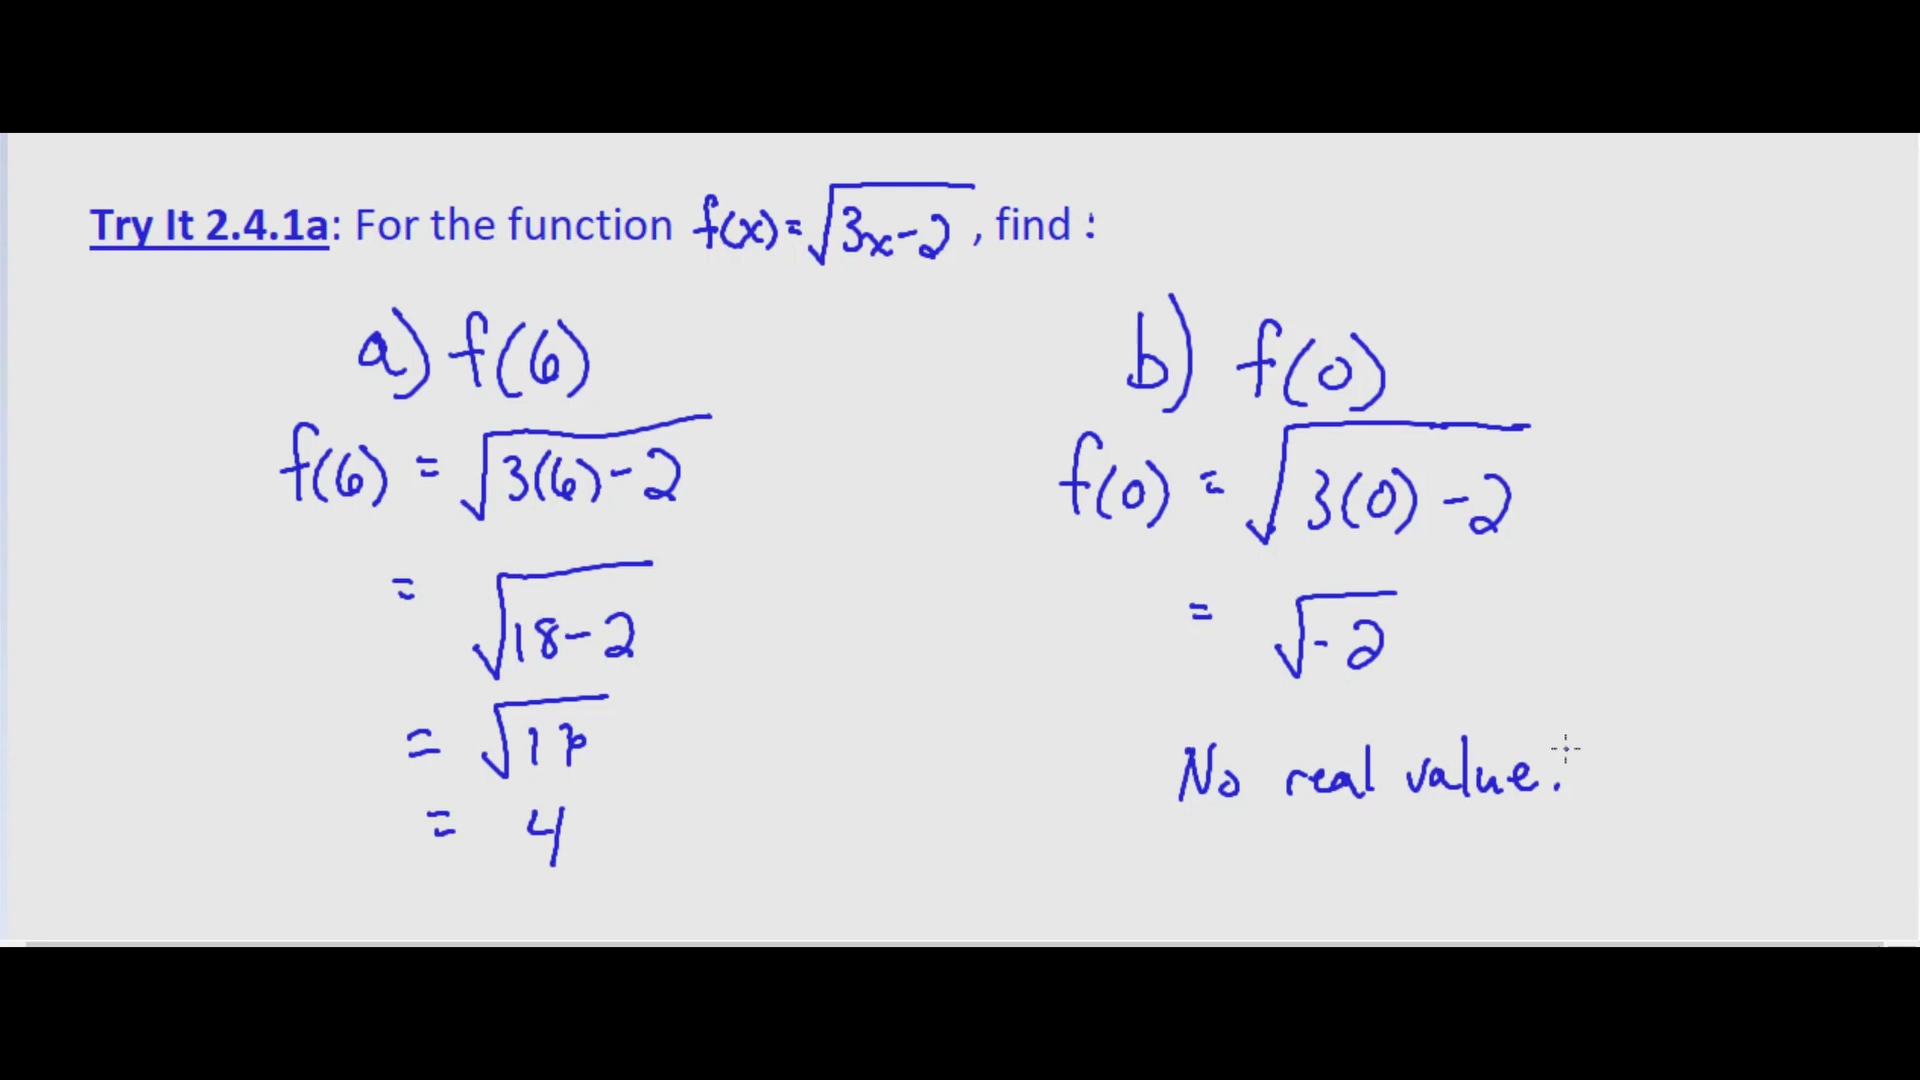 Try It 2.4.1a: For the function f(x)=√(3x-2), find :
a) f(6)
f(6) = √(3(6)-2)
= √(18-2)
= √
= 4
b) f(0)
f(0) = √(3(0)-2)
= √(-2)
No real value.